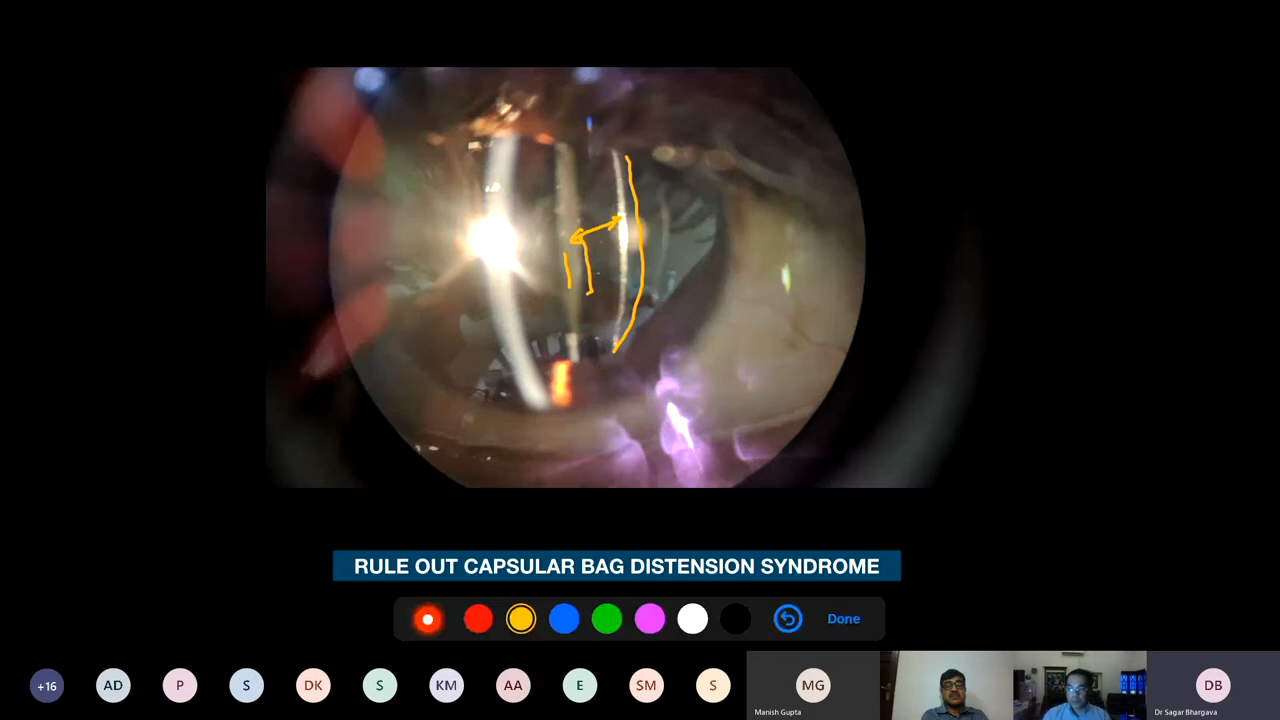 RULE OUT CAPSULAR BAG DISTENSION SYNDROME
Done
+16
AD
P
S
DK
S
KM
AA
E
SM
S
MG
DB
Manish Gupta
Dr Sagar Bhargava